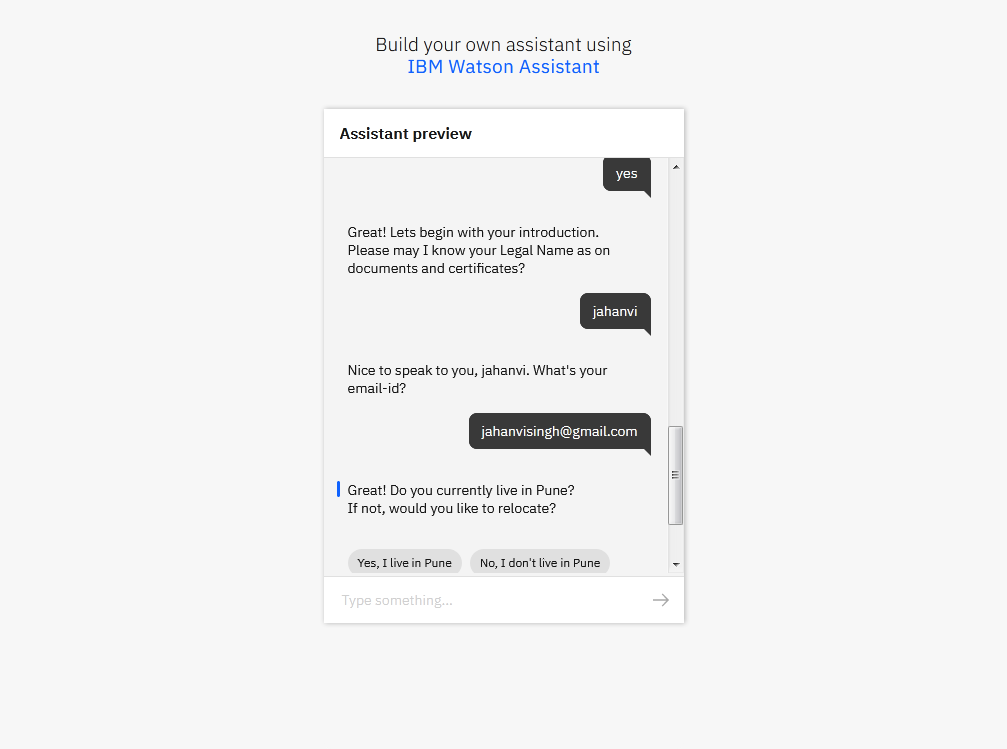 Build your own assistant using
IBM Watson Assistant
Assistant preview
yes
Great! Lets begin with your introduction.
Please may I know your Legal Name as on
documents and certificates?
jahanvi
Nice to speak to you, jahanvi. What's your
email-id?
jahanvisingh@gmail.com
Great! Do you currently live in Pune?
If not, would you like to relocate?
Yes, I live in Pune
No, I don't live in Pune
Type something...